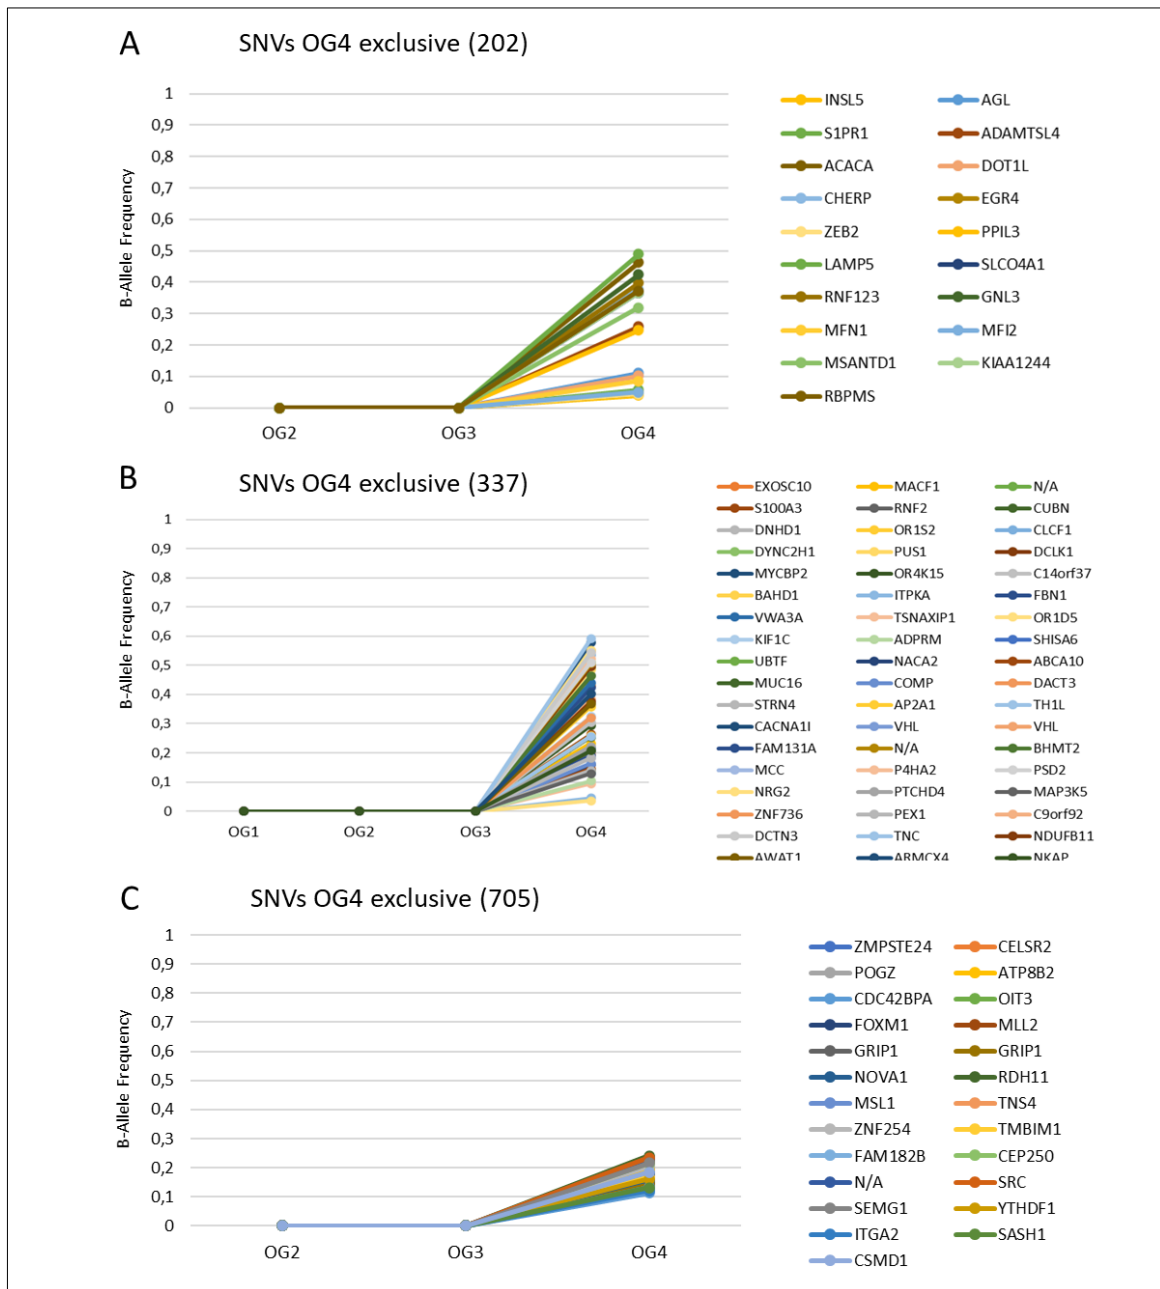 A
SNVs OG4 exclusive (202)
B-Allele Frequency
1
0,9
0,8
0,7
0,6
0,5
0,4
0,3
0,2
0,1
0
OG2 OG3 OG4
INSL5 AGL
S1PR1 ADAMTSL4
ACACA DOT1L
CHERP EGR4
ZEB2 PPIL3
LAMP5 SLCO4A1
RNF123 GNL3
MFN1 MFI2
MSANTD1 KIAA1244
RBPMS
B
SNVs OG4 exclusive (337)
B-Allele Frequency
1
0,9
0,8
0,7
0,6
0,5
0,4
0,3
0,2
0,1
0
OG1 OG2 OG3 OG4
EXOSC10 MACF1 N/A
S100A3 RNF2 CUBN
DNHD1 OR1S2 CLCF1
DYNC2H1 PUS1 DCLK1
MYCBP2 OR4K15 C14orf37
BAHD1 ITPKA FBN1
VWA3A TSNAXIP1 OR1D5
KIF1C ADPRM SHISA6
UBTF NACA2 ABCA10
MUC16 COMP DACT3
STRN4 AP2A1 TH1L
CACNA1I VHL VHL
FAM131A N/A BHMT2
MCC P4HA2 PSD2
NRG2 PTCHD4 MAP3K5
ZNF736 PEX1 C9orf92
DCTN3 TNC NDUFB11
AWAT1 ARMCX4 NKAP
C
SNVs OG4 exclusive (705)
B-Allele Frequency
1
0,9
0,8
0,7
0,6
0,5
0,4
0,3
0,2
0,1
0
OG2 OG3 OG4
ZMPSTE24 CELSR2
POGZ ATP8B2
CDC42BPA OIT3
FOXM1 MLL2
GRIP1 GRIP1
NOVA1 RDH11
MSL1 TNS4
ZNF254 TMBIM1
FAM182B CEP250
N/A SRC
SEMG1 YTHDF1
ITGA2 SASH1
CSMD1